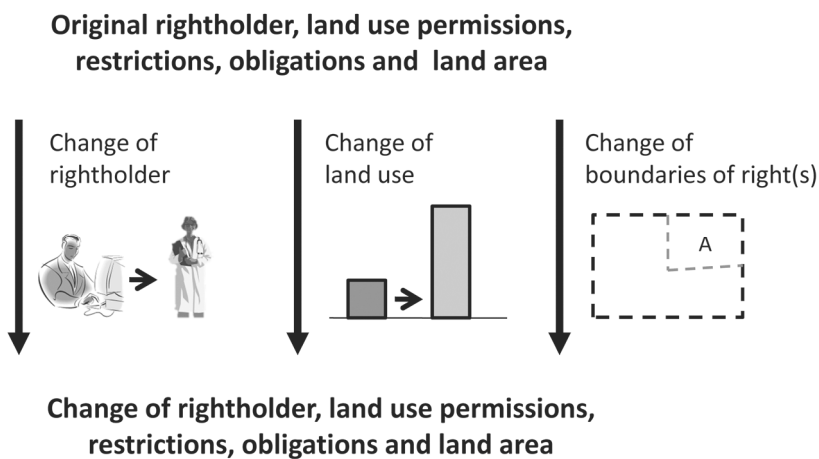 Original rightholder, land use permissions,
restrictions, obligations and land area
Change of
rightholder
Change of
land use
Change of
boundaries of right(s)
A
Change of rightholder, land use permissions,
restrictions, obligations and land area